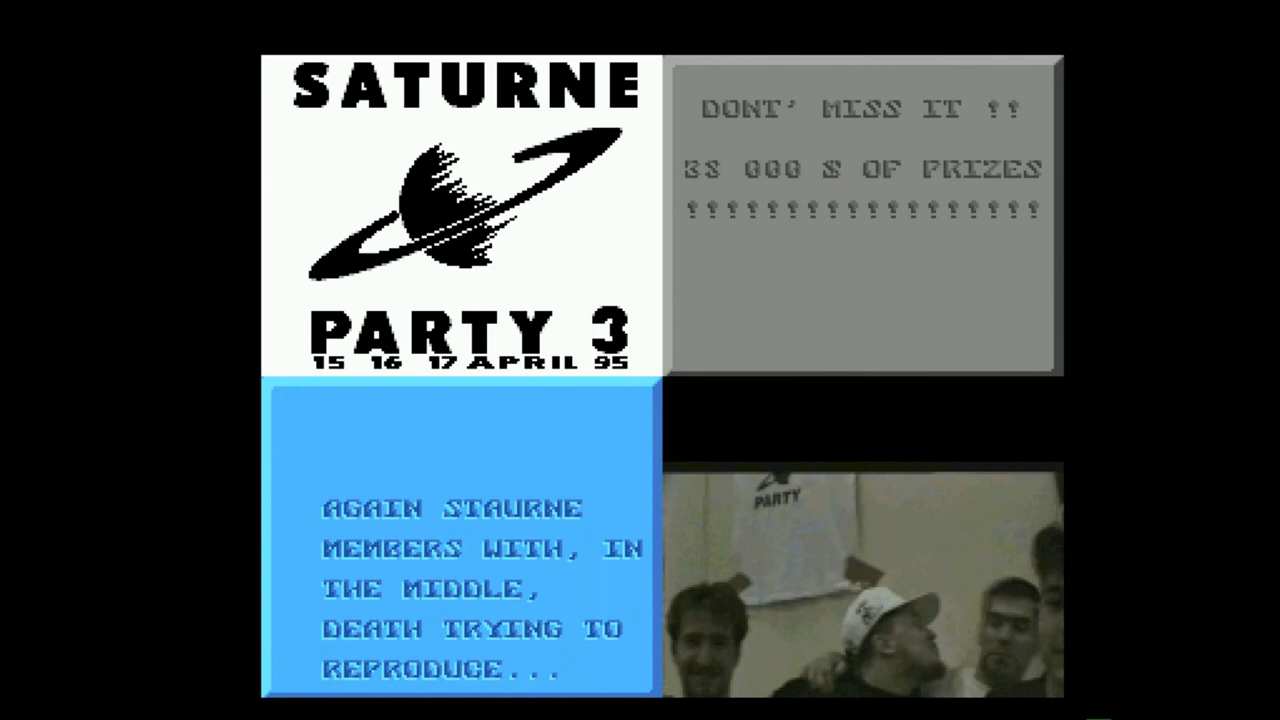 SATURNE
PARTY 3
15 16 17 APRIL 95
DONT' MISS IT !!
33 000 $ OF PRIZES
!!!!!!!!!!!!!!!!!!
AGAIN STAURNE
MEMBERS WITH, IN
THE MIDDLE,
DEATH TRYING TO
REPRODUCE...
PARTY